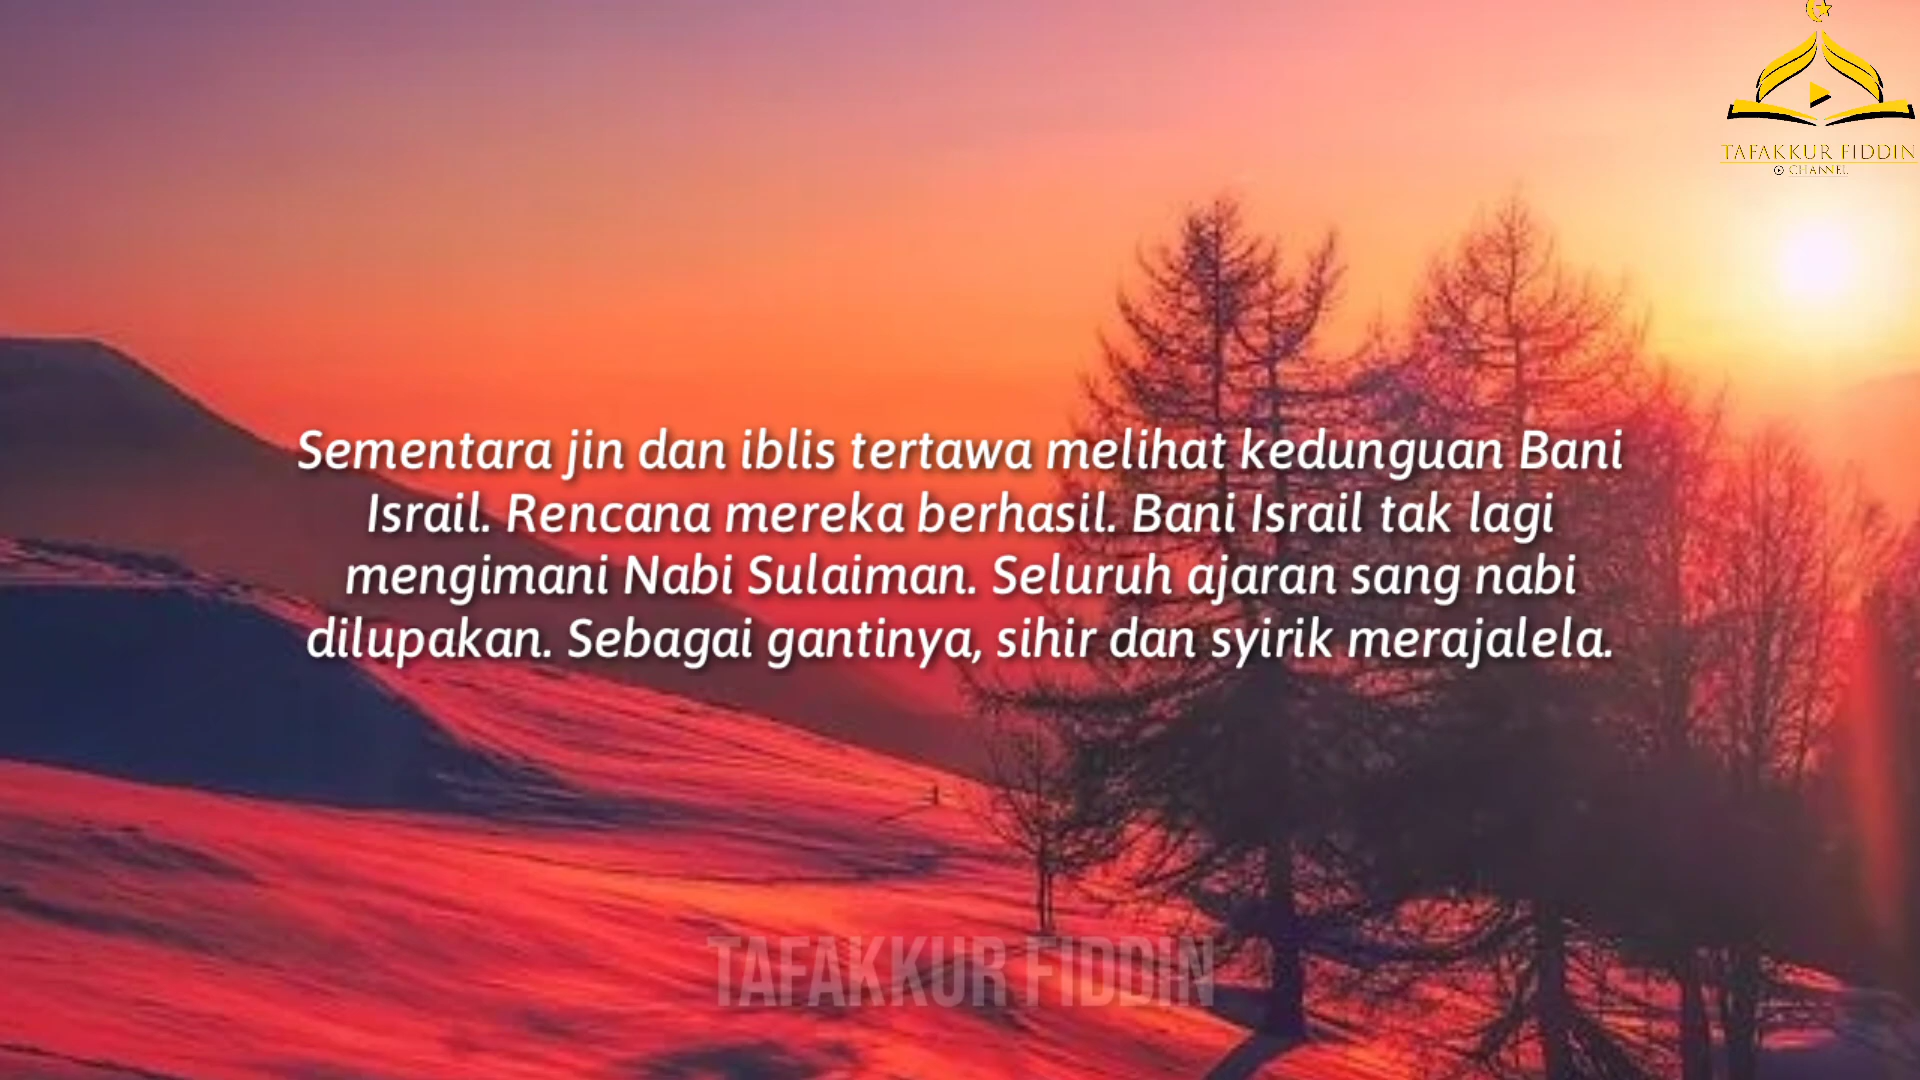 TAFAKKUR FIDDIN
CHANNEL
Sementara jin dan iblis tertawa melihat kedunguan Bani
Israil. Rencana mereka berhasil. Bani Israil tak lagi
mengimani Nabi Sulaiman. Seluruh ajaran sang nabi
dilupakan. Sebagai gantinya, sihir dan syirik merajalela.
TAFAKKUR FIDDIN